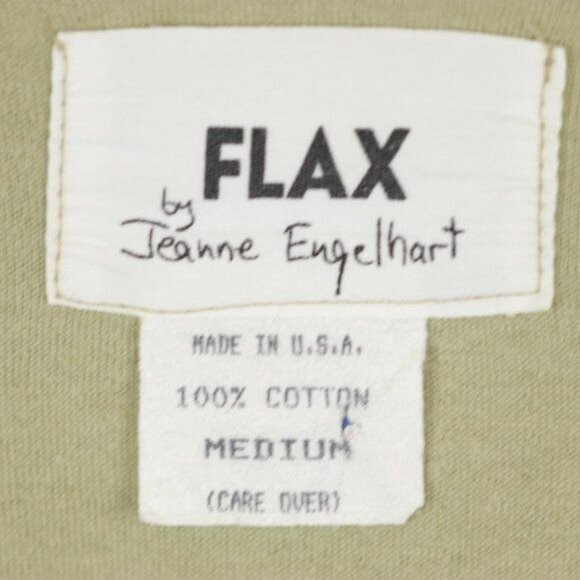 FLAX
by
Jeanne Engelhart
MADE IN U.S.A.
100% COTTON
MEDIUM
(CARE OVER)